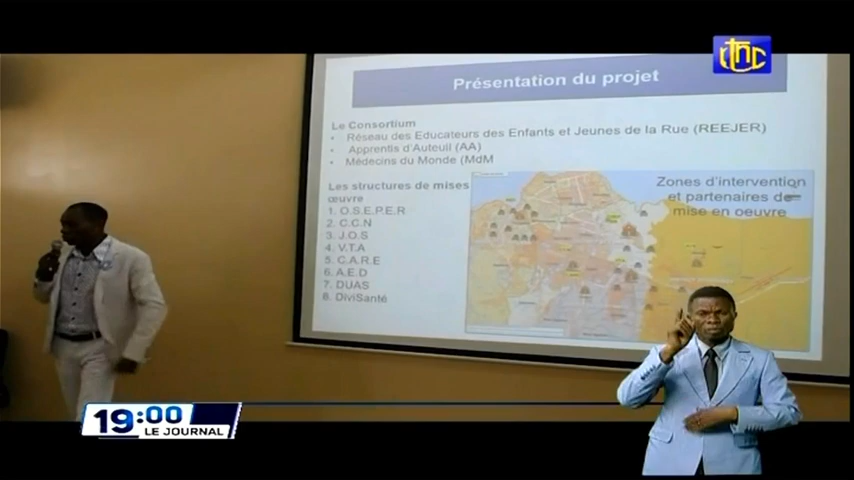 rtnc
Présentation du projet
Le Consortium
• Réseau des Educateurs des Enfants et Jeunes de la Rue (REEJER)
• Apprentis d'Auteuil (AA)
• Médecins du Monde (MdM
Les structures de mises
œuvre
1. O.S.E.P.E.R
2. C.C.N
3. J.O.S
4. V.T.A
5. C.A.R.E
6. A.E.D
7. DUAS
8. DiviSanté
Zones d'intervention
et partenaires de
mise en oeuvre
19:00
LE JOURNAL